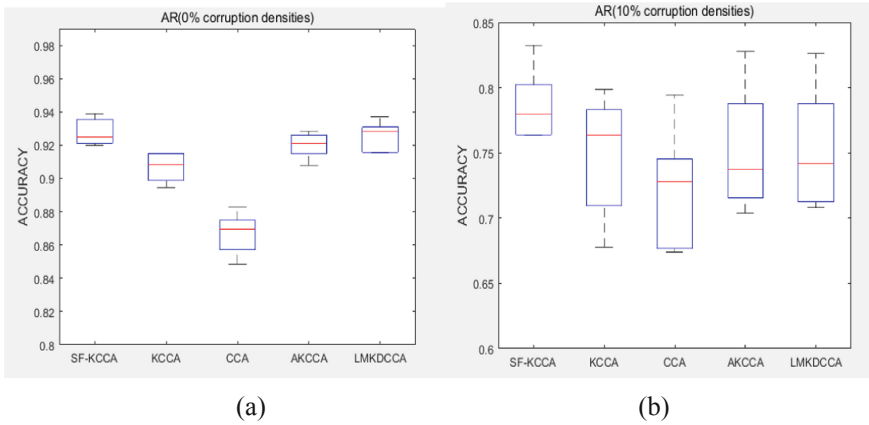 AR(0% corruption densities)
ACCURACY
0.98
0.96
0.94
0.92
0.9
0.88
0.86
0.84
0.82
0.8
SF-KCCA KCCA CCA AKCCA LMKDCCA
(a)
AR(10% corruption densities)
ACCURACY
0.85
0.8
0.75
0.7
0.65
0.6
SF-KCCA KCCA CCA AKCCA LMKDCCA
(b)